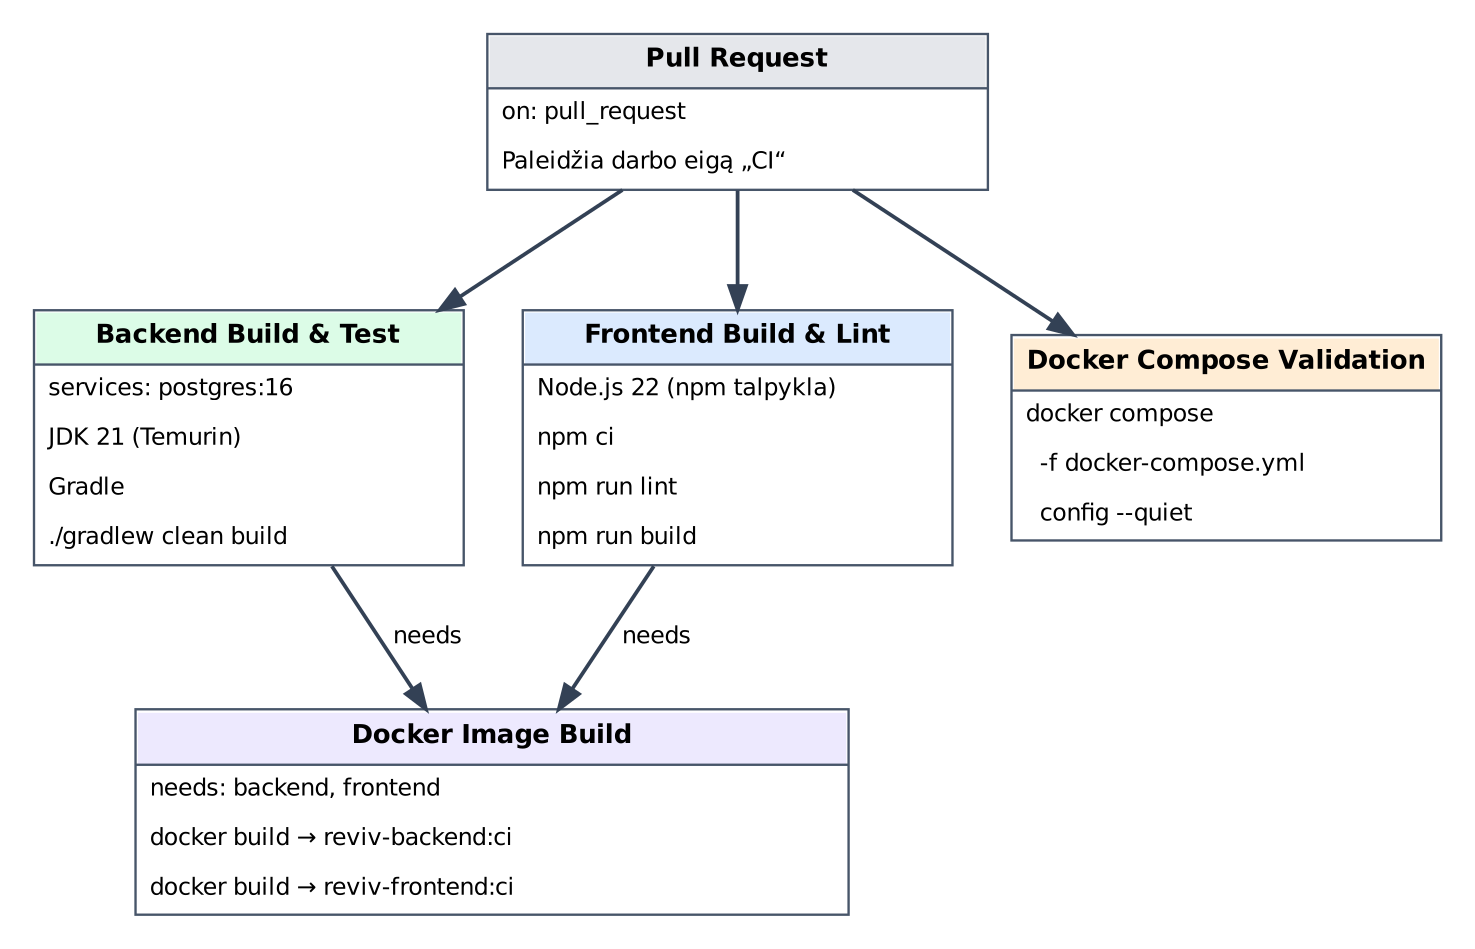 Pull Request
on: pull_request
Paleidžia darbo eigą „CI“
Backend Build & Test
services: postgres:16
JDK 21 (Temurin)
Gradle
./gradlew clean build
Frontend Build & Lint
Node.js 22 (npm talpykla)
npm ci
npm run lint
npm run build
Docker Compose Validation
docker compose
-f docker-compose.yml
config --quiet
needs
needs
Docker Image Build
needs: backend, frontend
docker build → reviv-backend:ci
docker build → reviv-frontend:ci